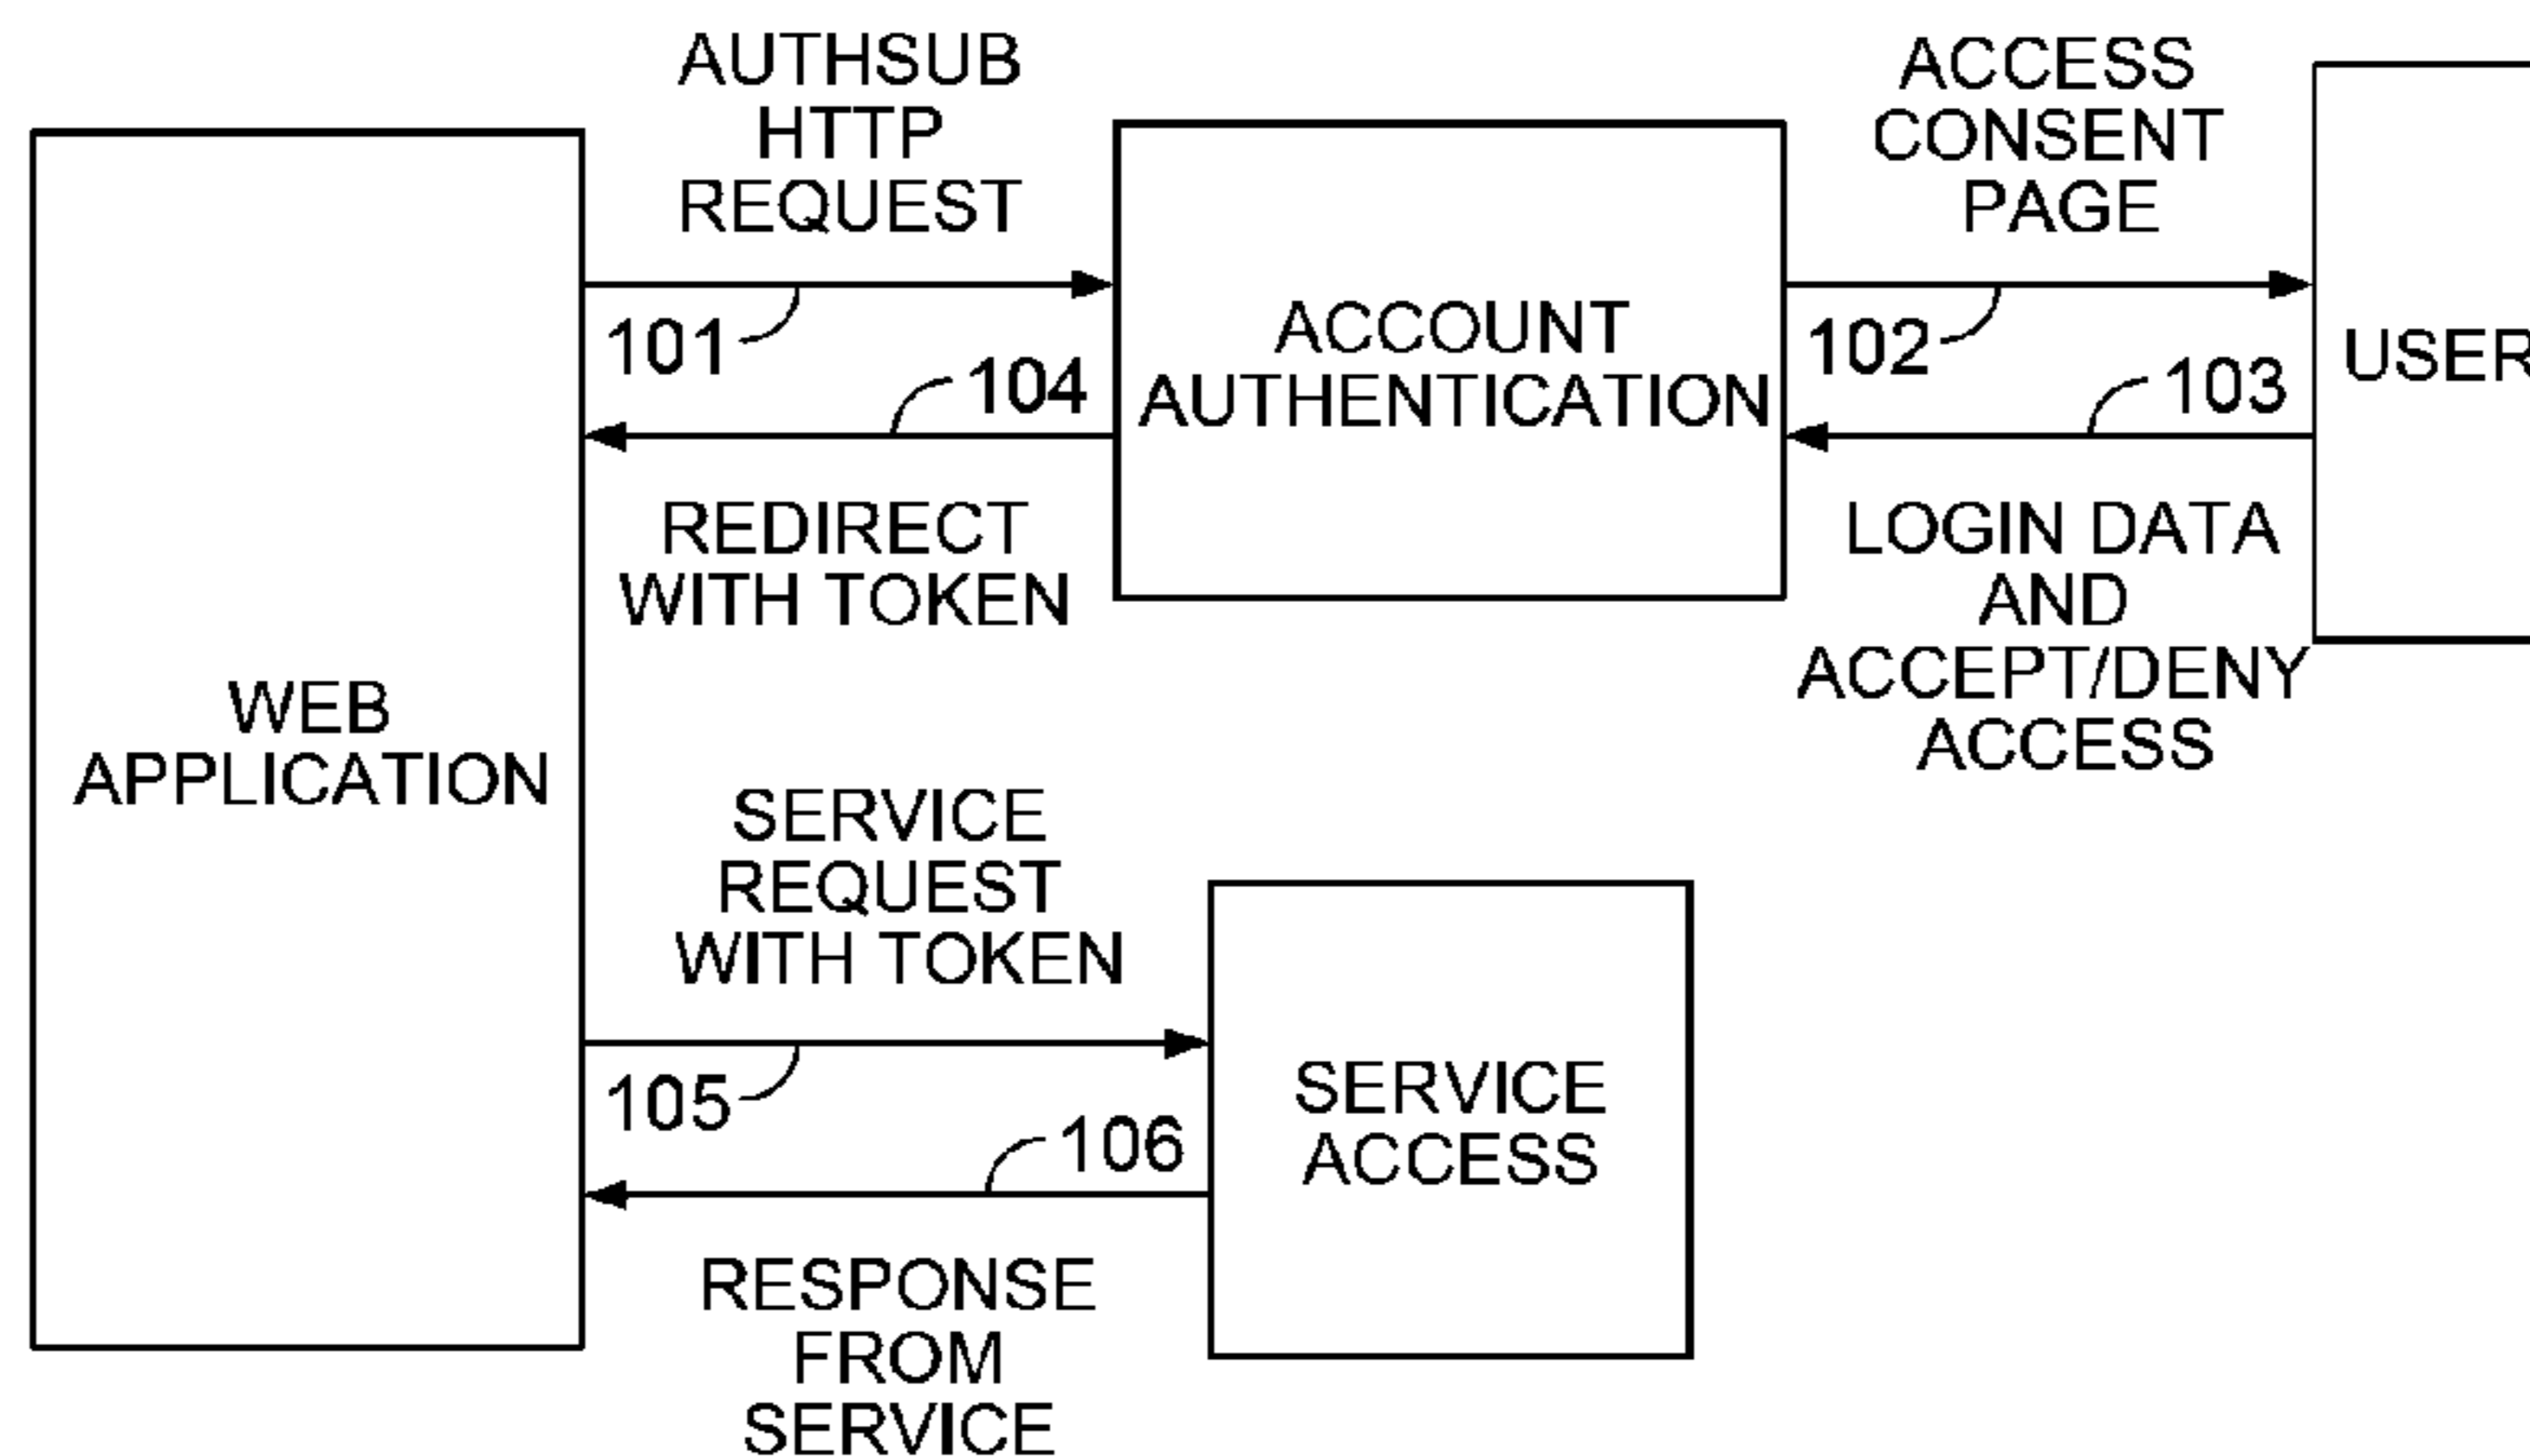 AUTHSUB
HTTP
REQUEST
ACCESS
CONSENT
PAGE
101
104
ACCOUNT
AUTHENTICATION
102
103
USER
REDIRECT
WITH TOKEN
LOGIN DATA
AND
ACCEPT/DENY
ACCESS
WEB
APPLICATION
SERVICE
REQUEST
WITH TOKEN
105
106
SERVICE
ACCESS
RESPONSE
FROM
SERVICE